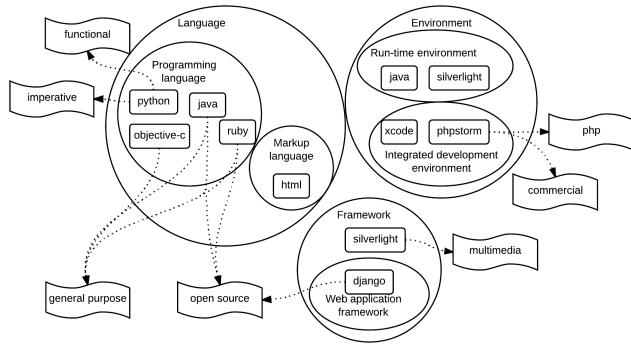 functional
Language
Environment
Programming
language
Run-time environment
java
silverlight
imperative
python
java
objective-c
ruby
xcode
phpstorm
php
Markup
language
Integrated development
environment
html
commercial
Framework
silverlight
multimedia
django
Web application
framework
general purpose
open source